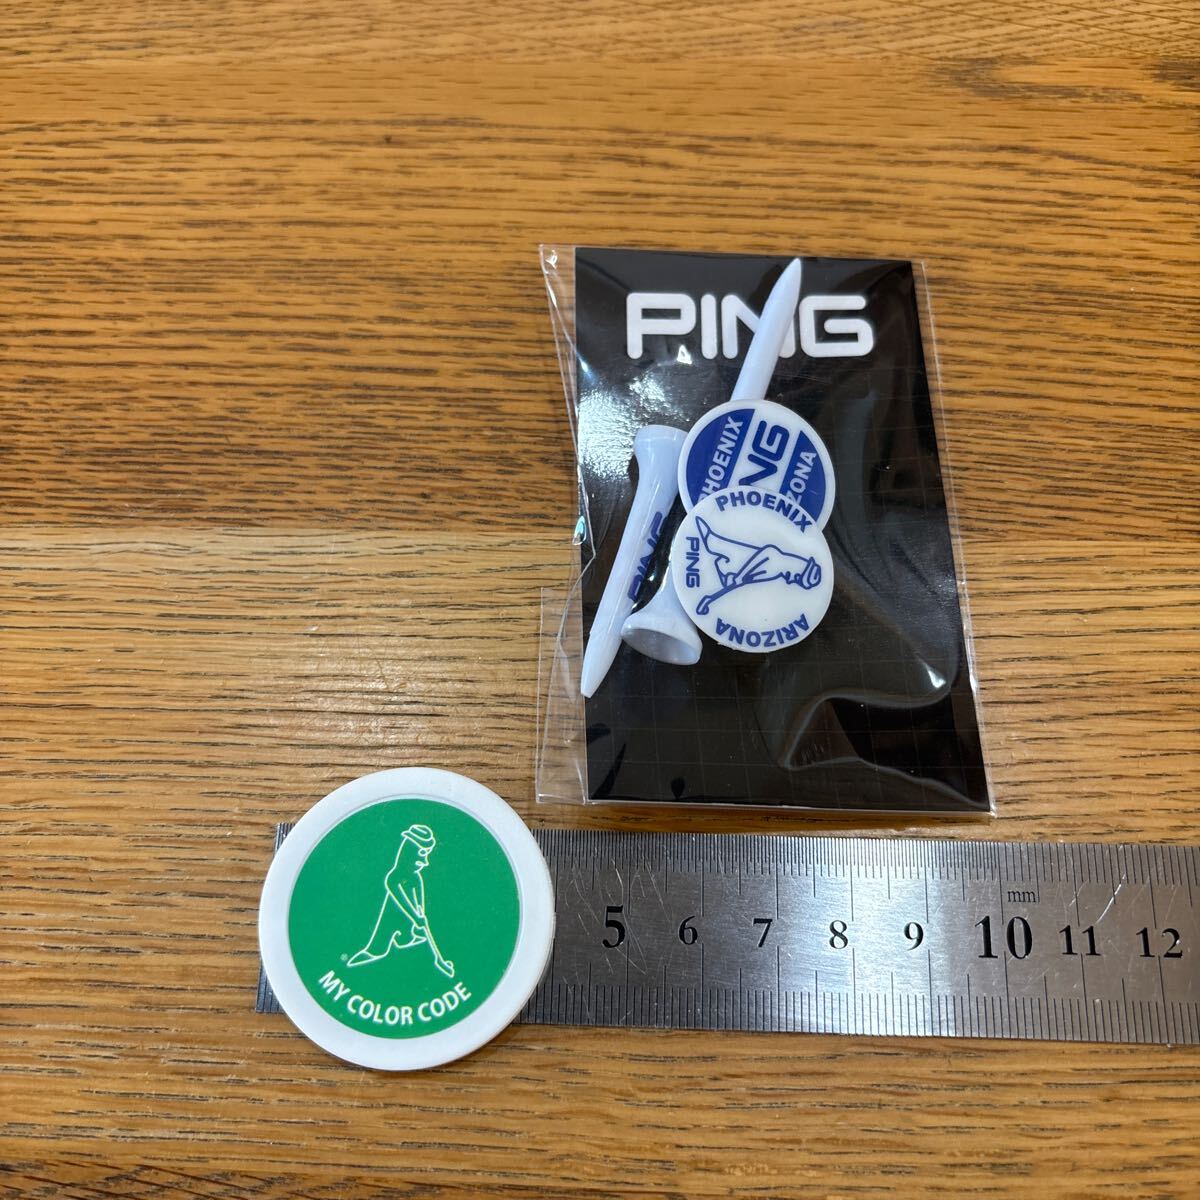 PING
PHOENIX
PING
ARIZONA
PING
PHOENIX
PING
ARIZONA
®
MY COLOR CODE
mm
5 6 7 8 9 10 11 12